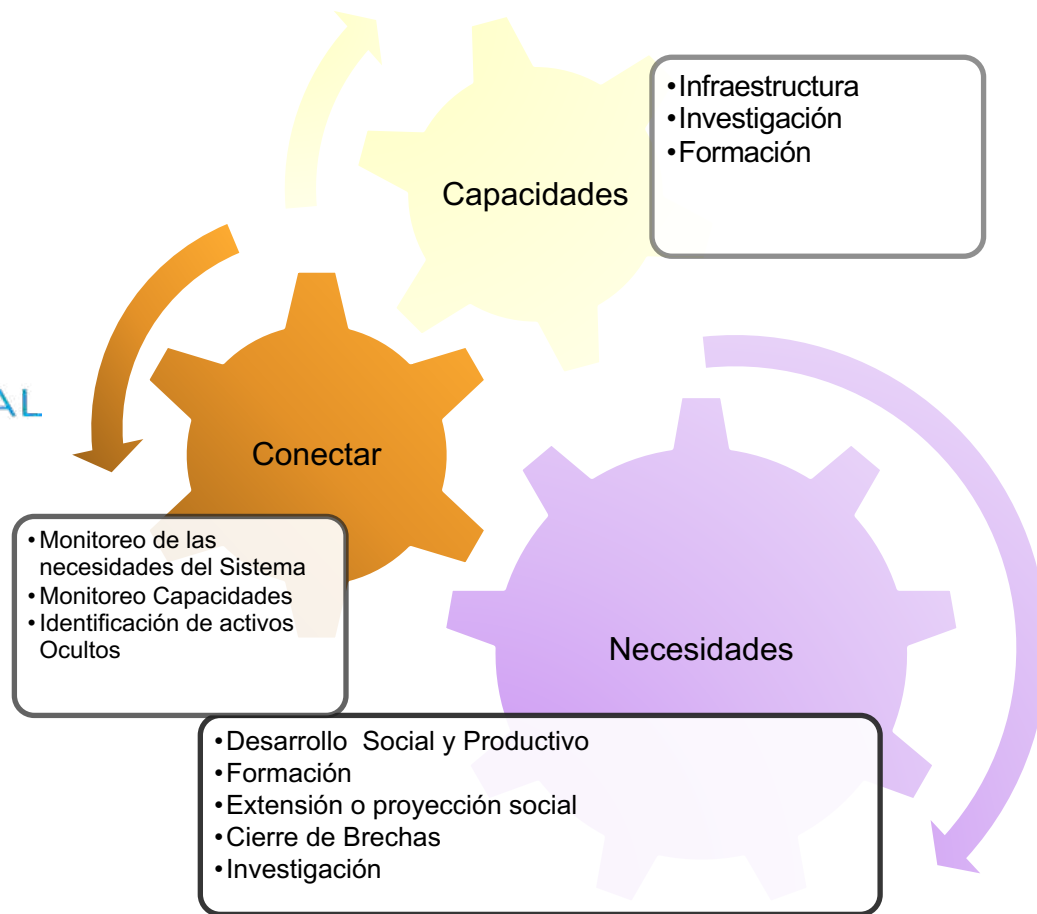 •Infraestructura
•Investigación
•Formación
Capacidades
AL
Conectar
•Monitoreo de las
necesidades del Sistema
•Monitoreo Capacidades
•Identificación de activos
Ocultos
Necesidades
•Desarrollo Social y Productivo
•Formación
•Extensión o proyección social
•Cierre de Brechas
•Investigación